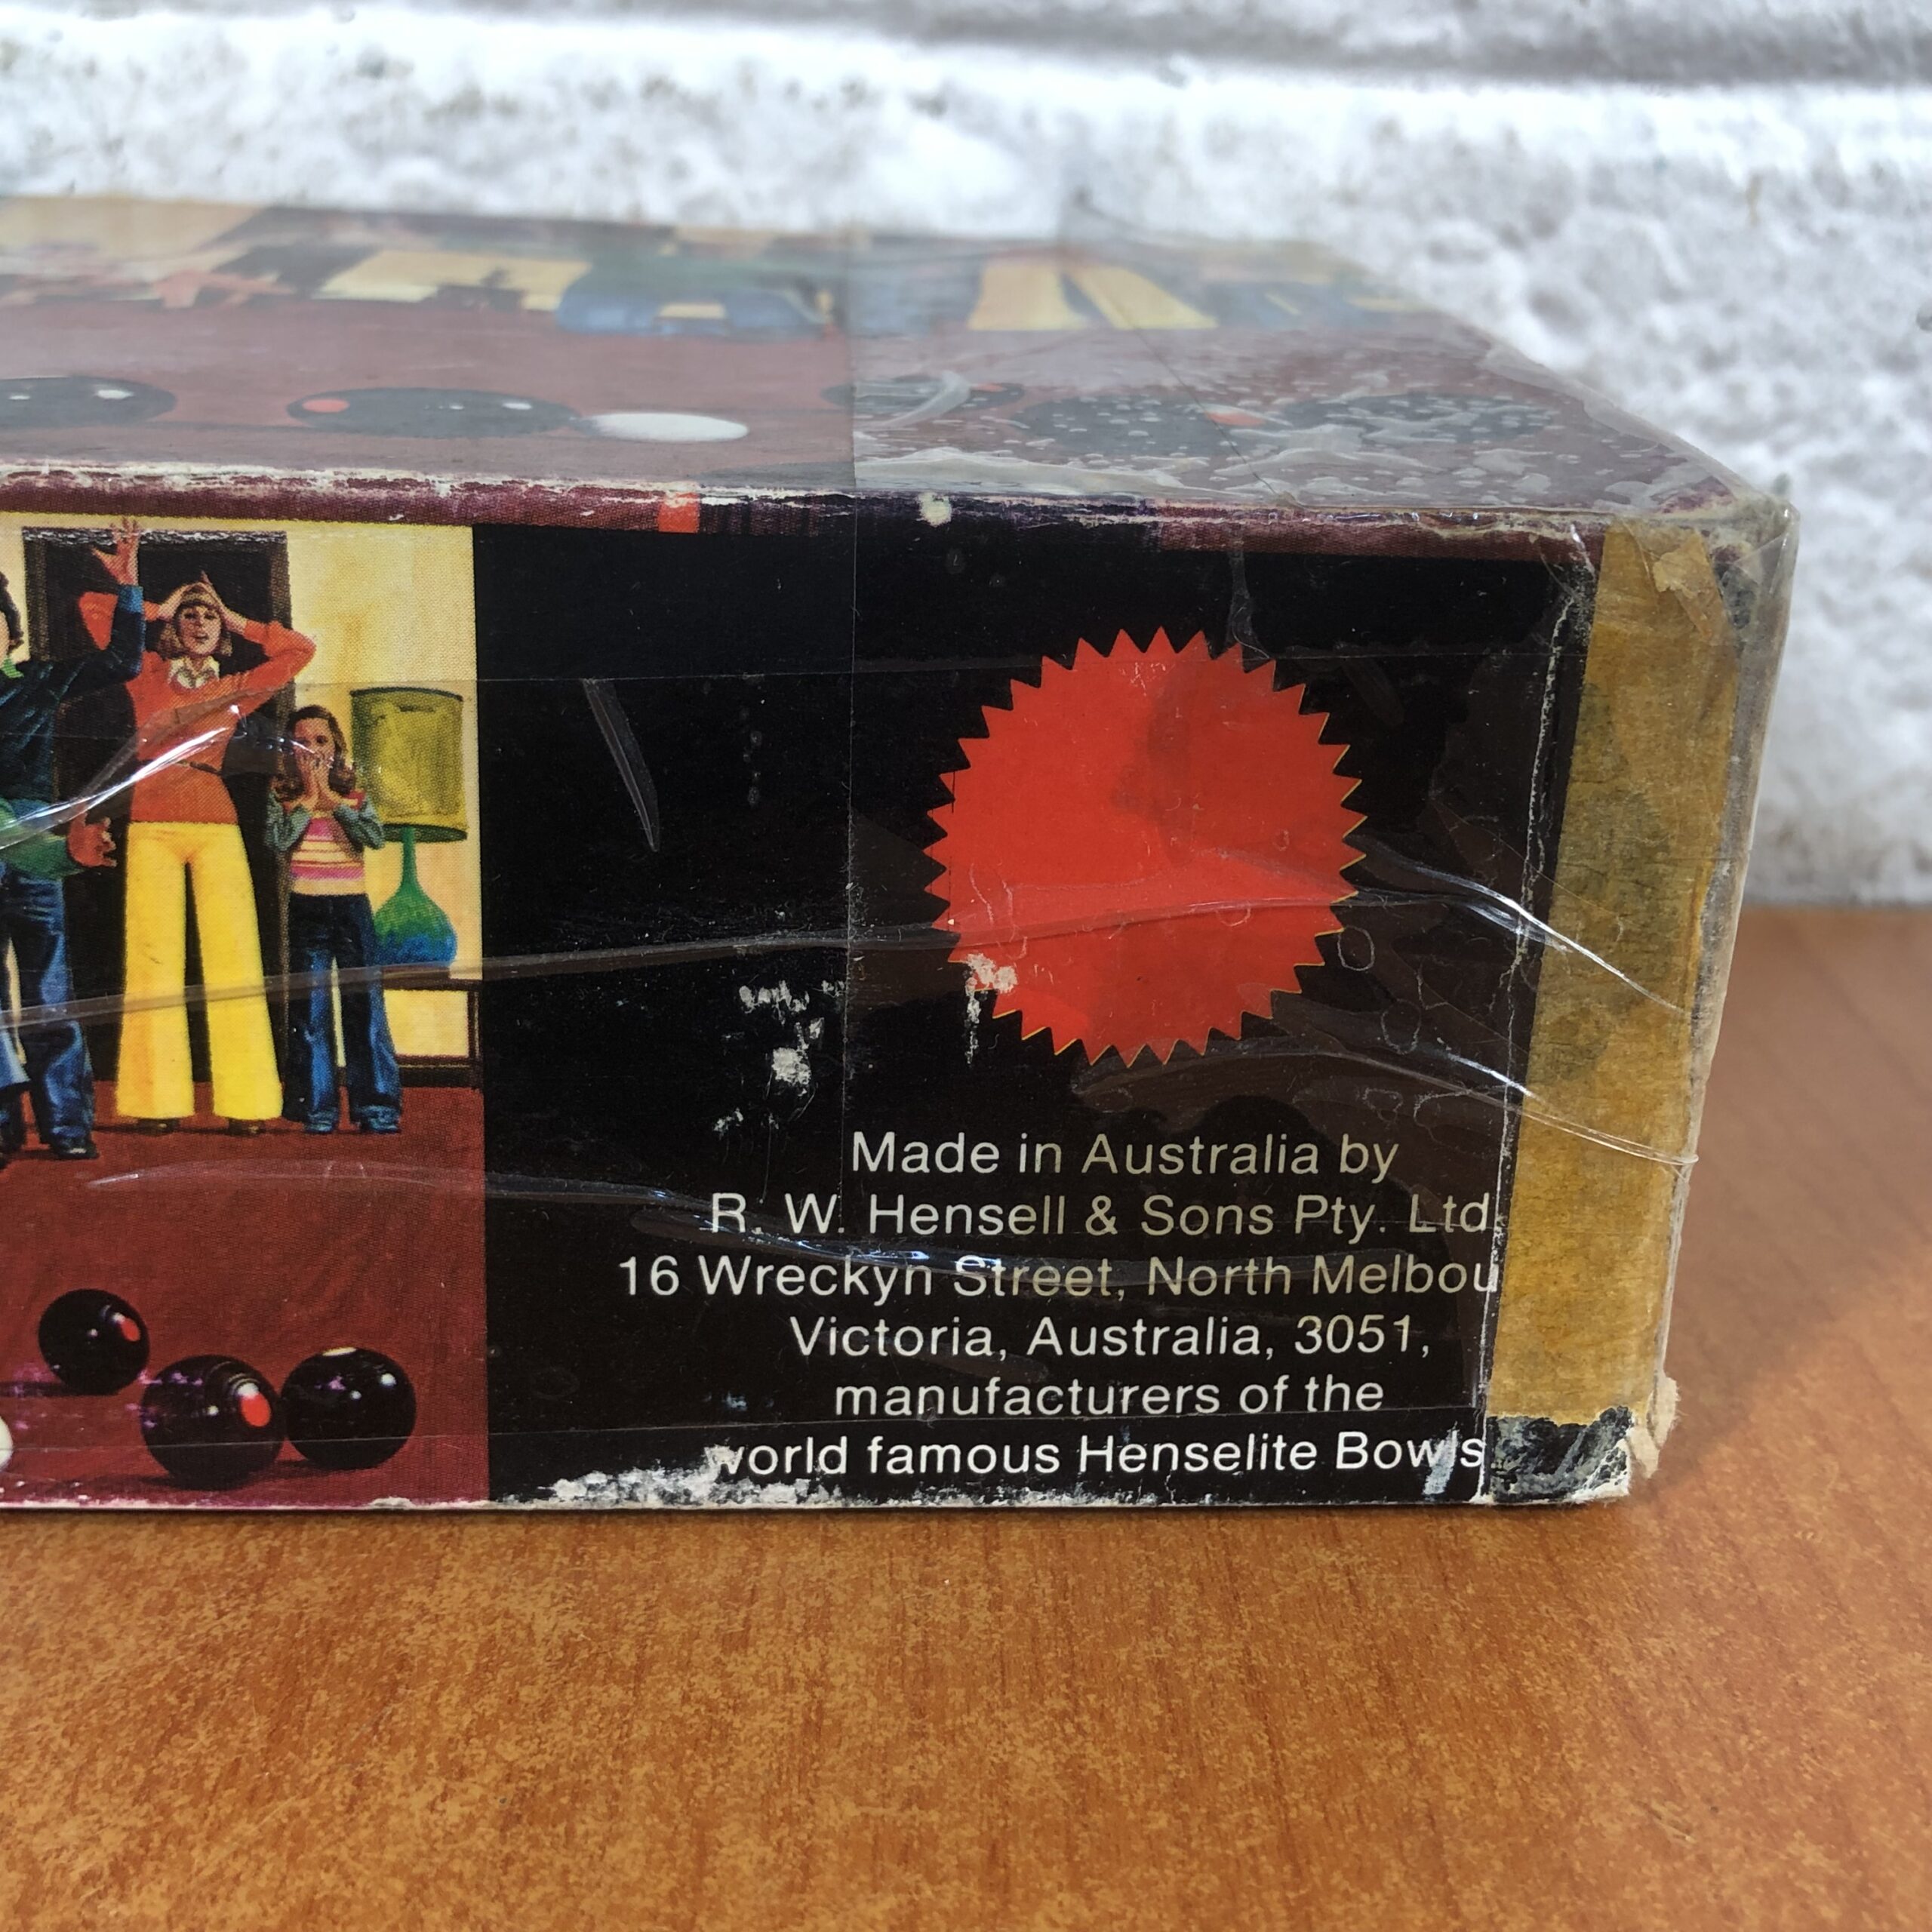 Made in Australia by
R. W. Hensell & Sons Pty. Ltd.
16 Wreckyn Street, North Melbou
Victoria, Australia, 3051,
manufacturers of the
world famous Henselite Bowls.